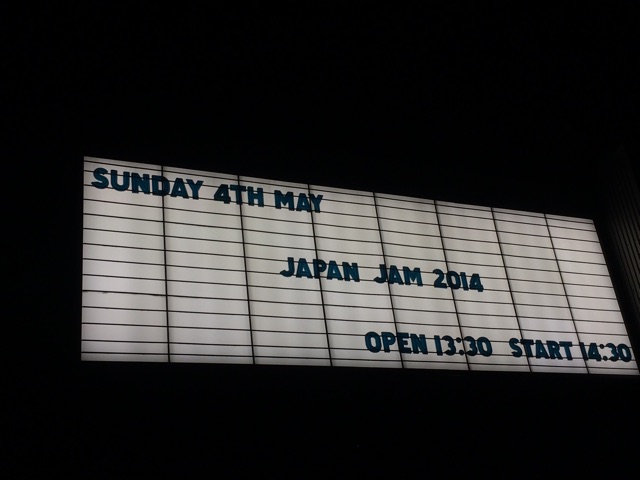 SUNDAY 4TH MAY
JAPAN JAM 2014
OPEN 13:30 START 14:30